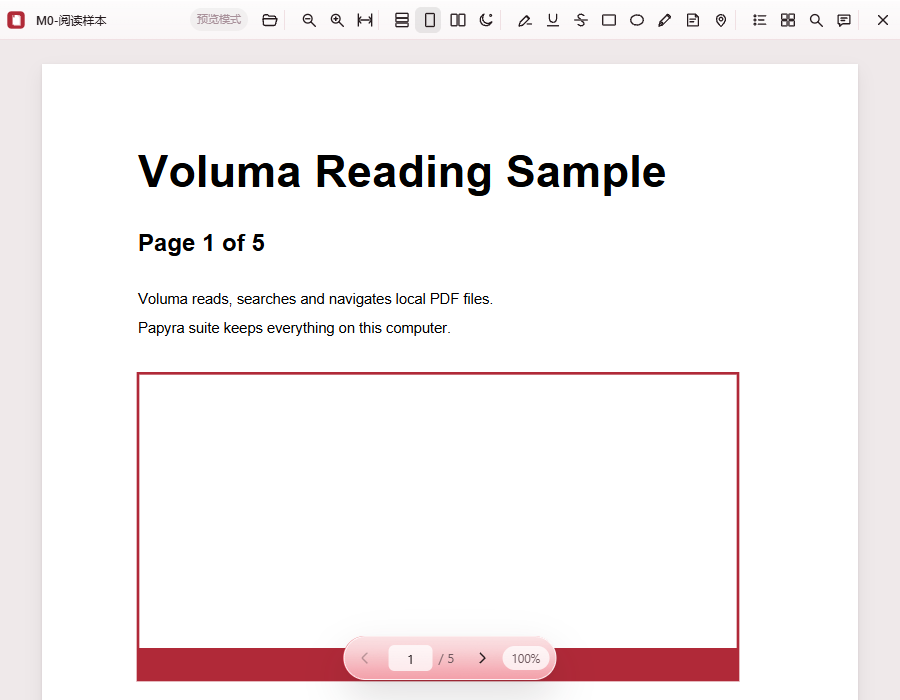 M0-阅读样本
预览模式
Voluma Reading Sample
Page 1 of 5
Voluma reads, searches and navigates local PDF files.
Papyra suite keeps everything on this computer.
1 / 5 100%